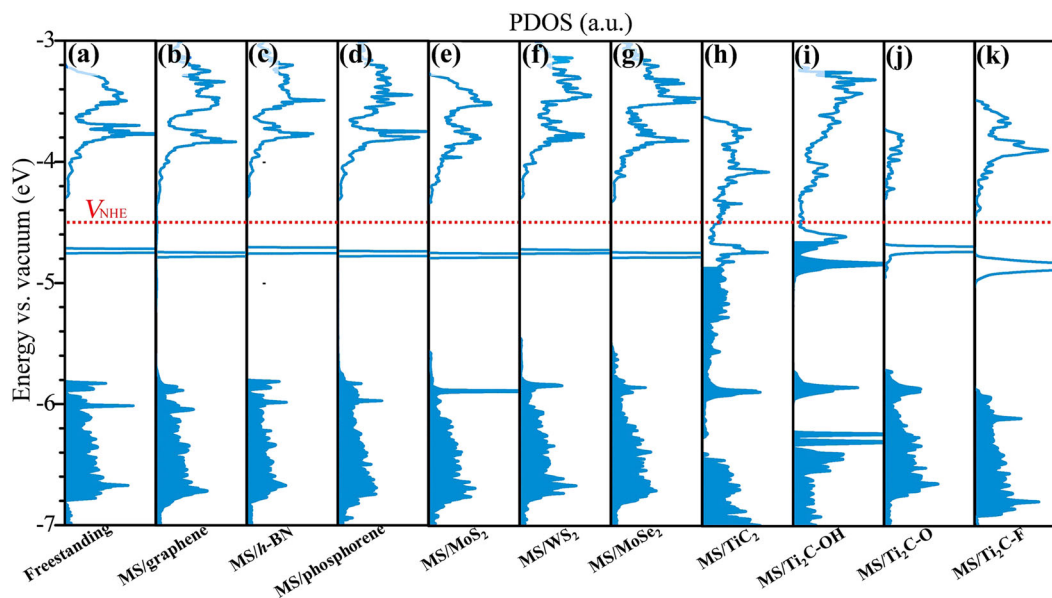 PDOS (a.u.)
(a) (b) (c) (d) (e) (f) (g) (h) (i) (j) (k)
Energy vs. vacuum (eV)
-3
-4
-5
-6
-7
V_NHE
Freestanding
MS/graphene
MS/h-BN
MS/phosphorene
MS/MoS₂
MS/WS₂
MS/MoSe₂
MS/TiC₂
MS/Ti₂C-OH
MS/Ti₂C-O
MS/Ti₂C-F